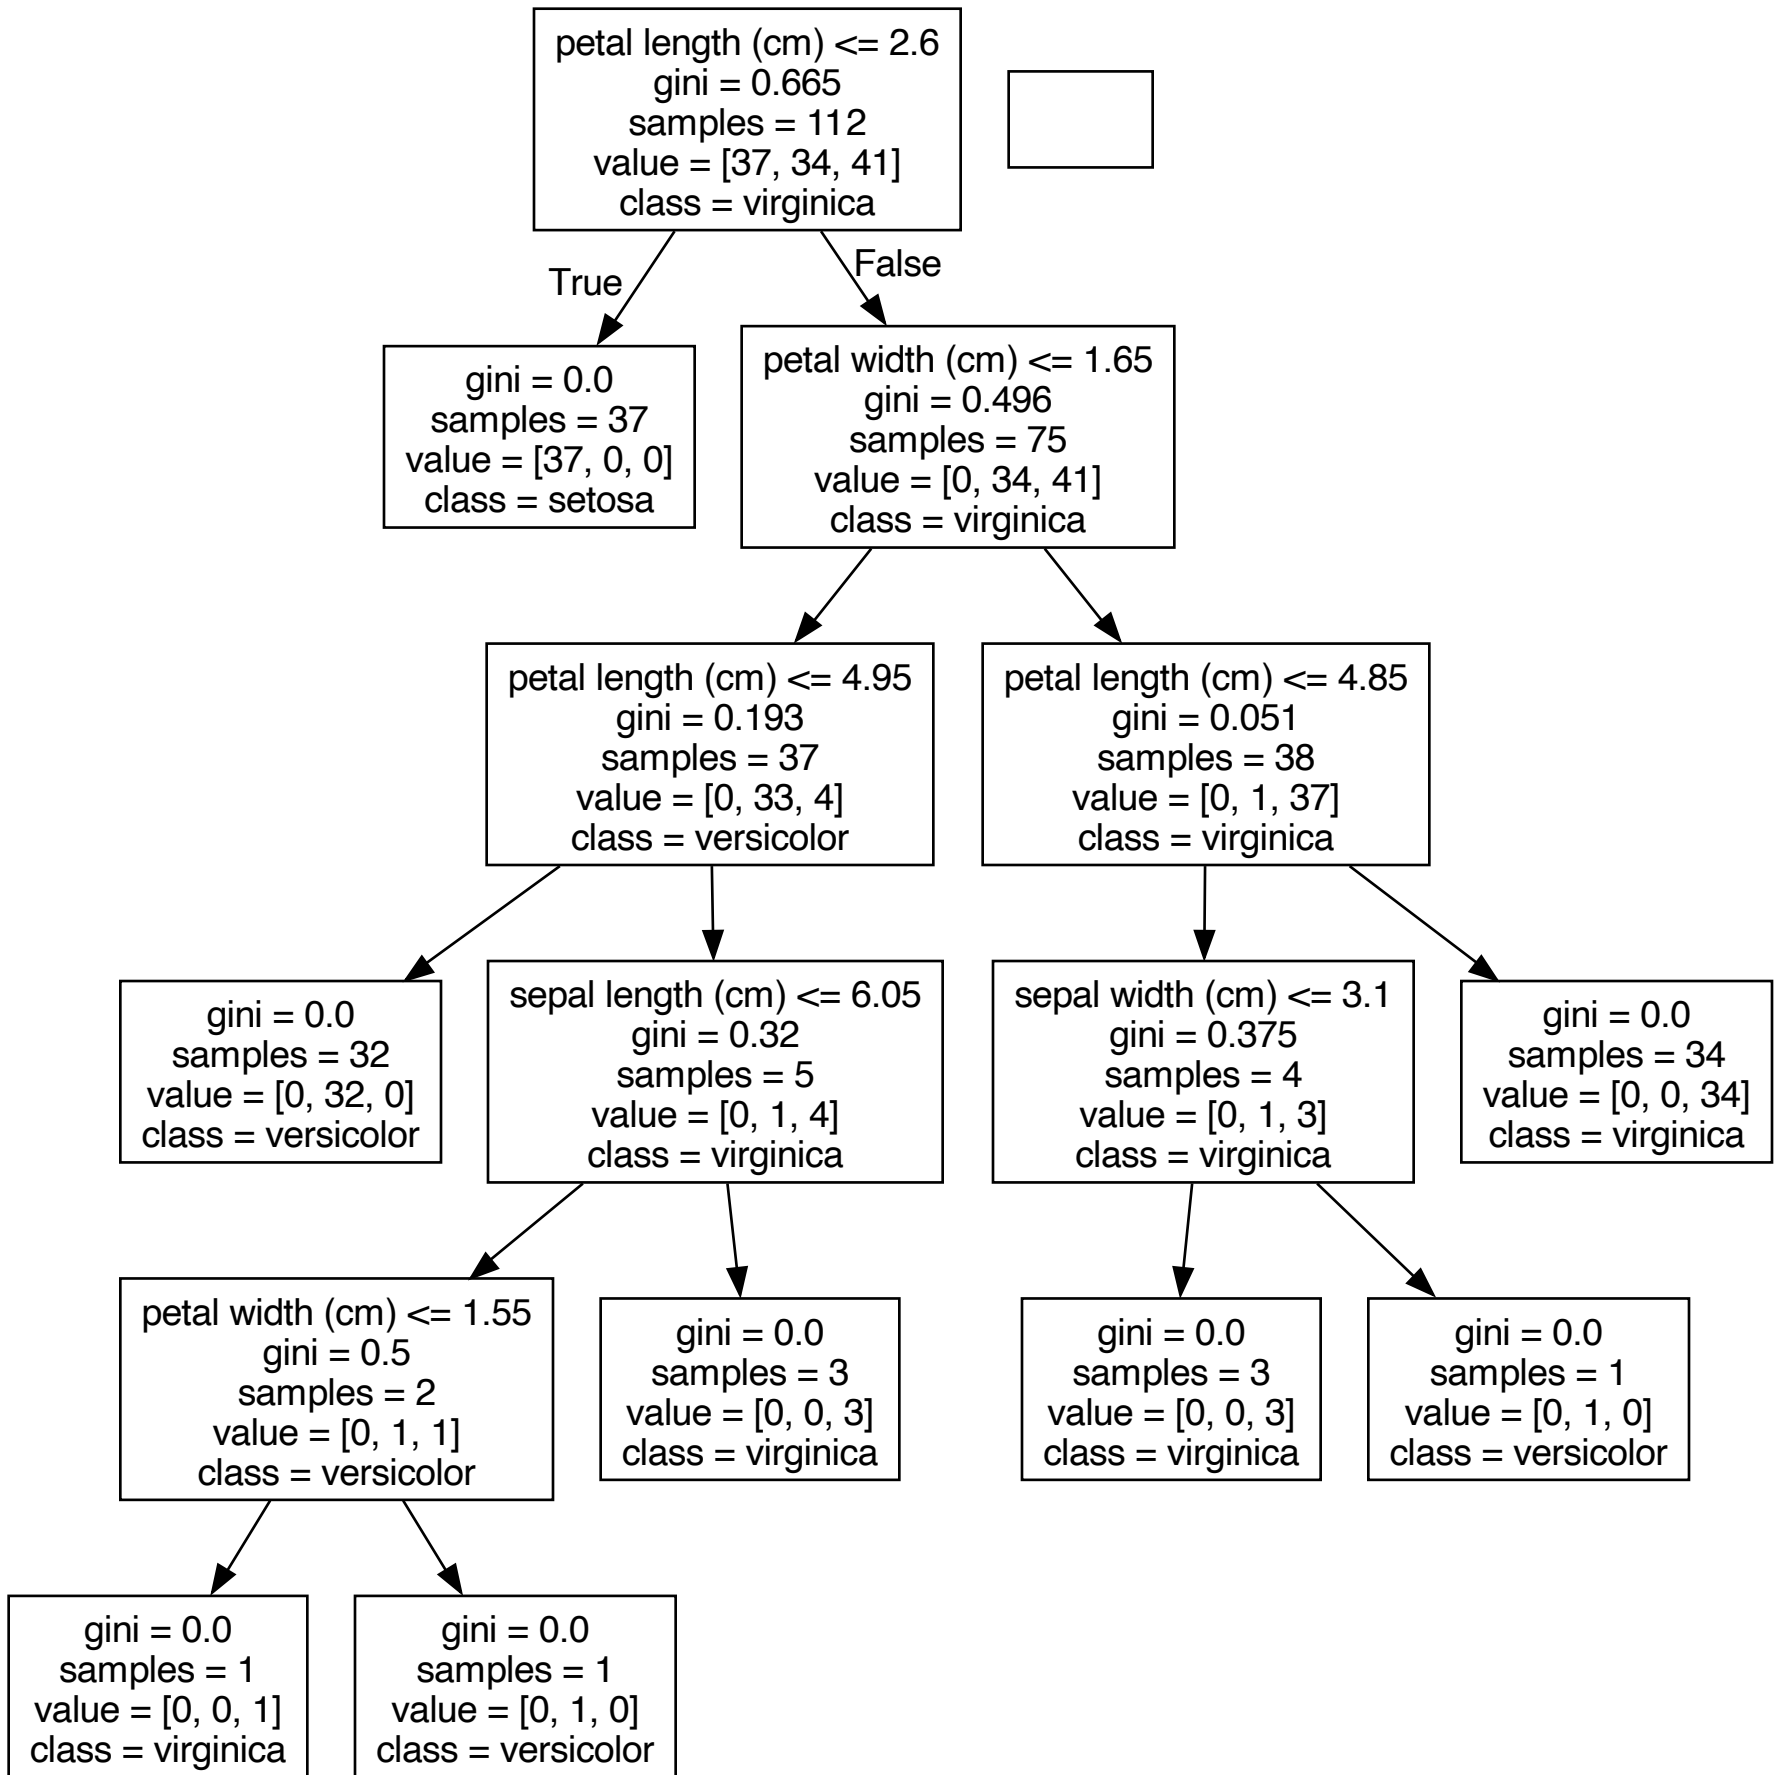 petal length (cm) <= 2.6
gini = 0.665
samples = 112
value = [37, 34, 41]
class = virginica
True
False
gini = 0.0
samples = 37
value = [37, 0, 0]
class = setosa
petal width (cm) <= 1.65
gini = 0.496
samples = 75
value = [0, 34, 41]
class = virginica
petal length (cm) <= 4.95
gini = 0.193
samples = 37
value = [0, 33, 4]
class = versicolor
petal length (cm) <= 4.85
gini = 0.051
samples = 38
value = [0, 1, 37]
class = virginica
gini = 0.0
samples = 32
value = [0, 32, 0]
class = versicolor
sepal length (cm) <= 6.05
gini = 0.32
samples = 5
value = [0, 1, 4]
class = virginica
sepal width (cm) <= 3.1
gini = 0.375
samples = 4
value = [0, 1, 3]
class = virginica
gini = 0.0
samples = 34
value = [0, 0, 34]
class = virginica
petal width (cm) <= 1.55
gini = 0.5
samples = 2
value = [0, 1, 1]
class = versicolor
gini = 0.0
samples = 3
value = [0, 0, 3]
class = virginica
gini = 0.0
samples = 3
value = [0, 0, 3]
class = virginica
gini = 0.0
samples = 1
value = [0, 1, 0]
class = versicolor
gini = 0.0
samples = 1
value = [0, 0, 1]
class = virginica
gini = 0.0
samples = 1
value = [0, 1, 0]
class = versicolor